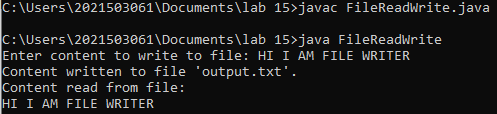 C:\Users\2021503061\Documents\lab 15>javac FileReadWrite.java
C:\Users\2021503061\Documents\lab 15>java FileReadWrite
Enter content to write to file: HI I AM FILE WRITER
Content written to file 'output.txt'.
Content read from file:
HI I AM FILE WRITER